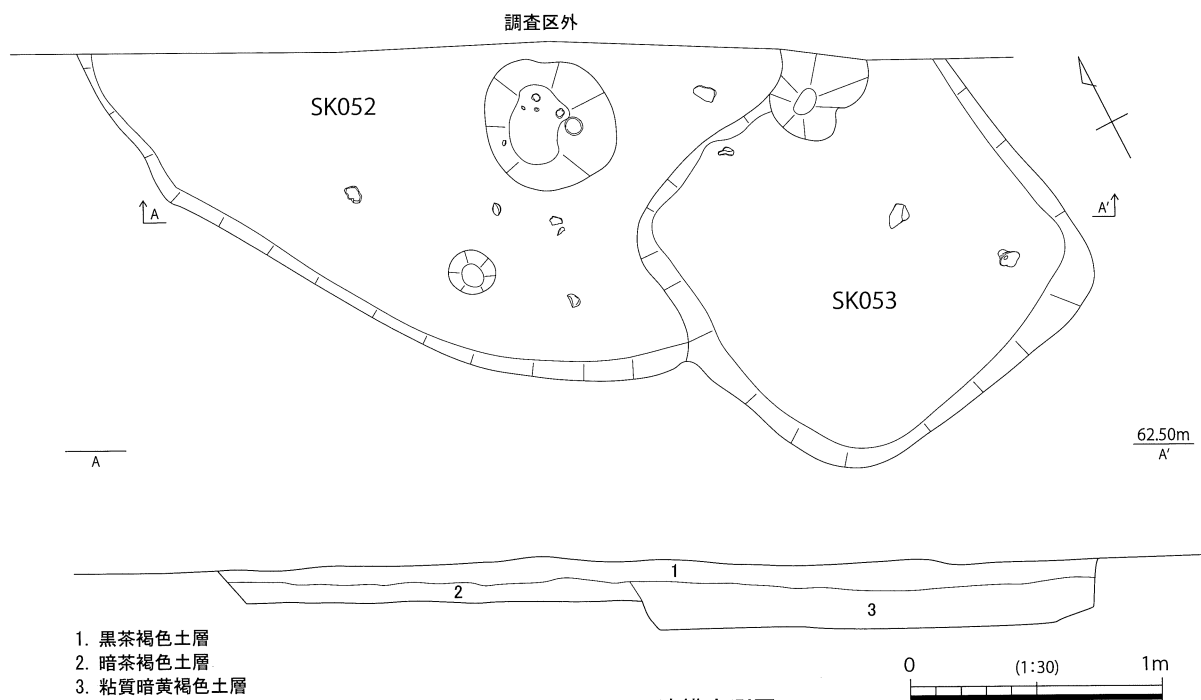 調査区外
SK052
A
A'
SK053
62.50m
A
A'
1
2
3
1. 黒茶褐色土層
2. 暗茶褐色土層
3. 粘質暗黄褐色土層
0 (1:30) 1m